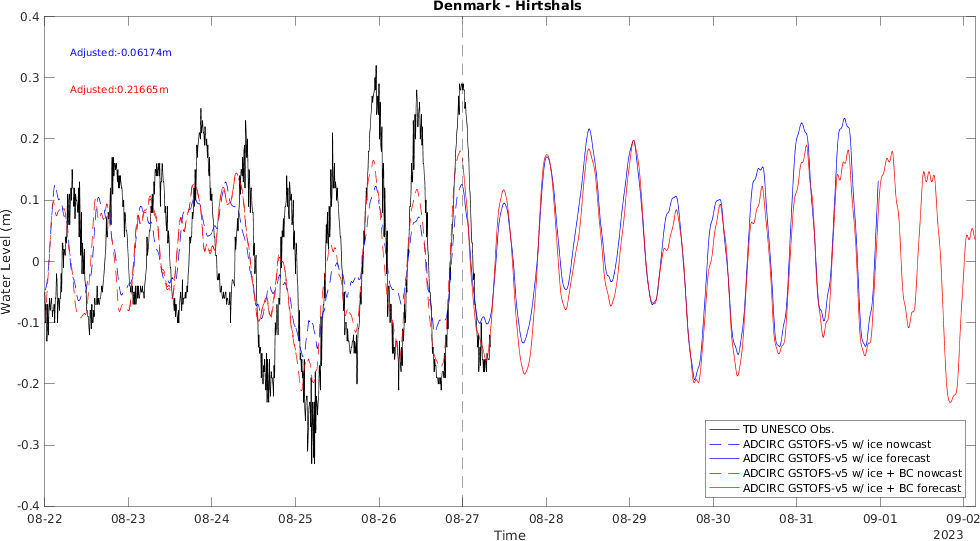 Denmark - Hirtshals
0.4
Adjusted:-0.06174m
0.3
Adjusted:0.21665m
0.2
0.1
0
-0.1
-0.2
-0.3
-0.4
Water Level (m)
TD UNESCO Obs.
ADCIRC GSTOFS-v5 w/ ice nowcast
ADCIRC GSTOFS-v5 w/ ice forecast
ADCIRC GSTOFS-v5 w/ ice + BC nowcast
ADCIRC GSTOFS-v5 w/ ice + BC forecast
08-22 08-23 08-24 08-25 08-26 08-27 08-28 08-29 08-30 08-31 09-01 09-02
Time
2023